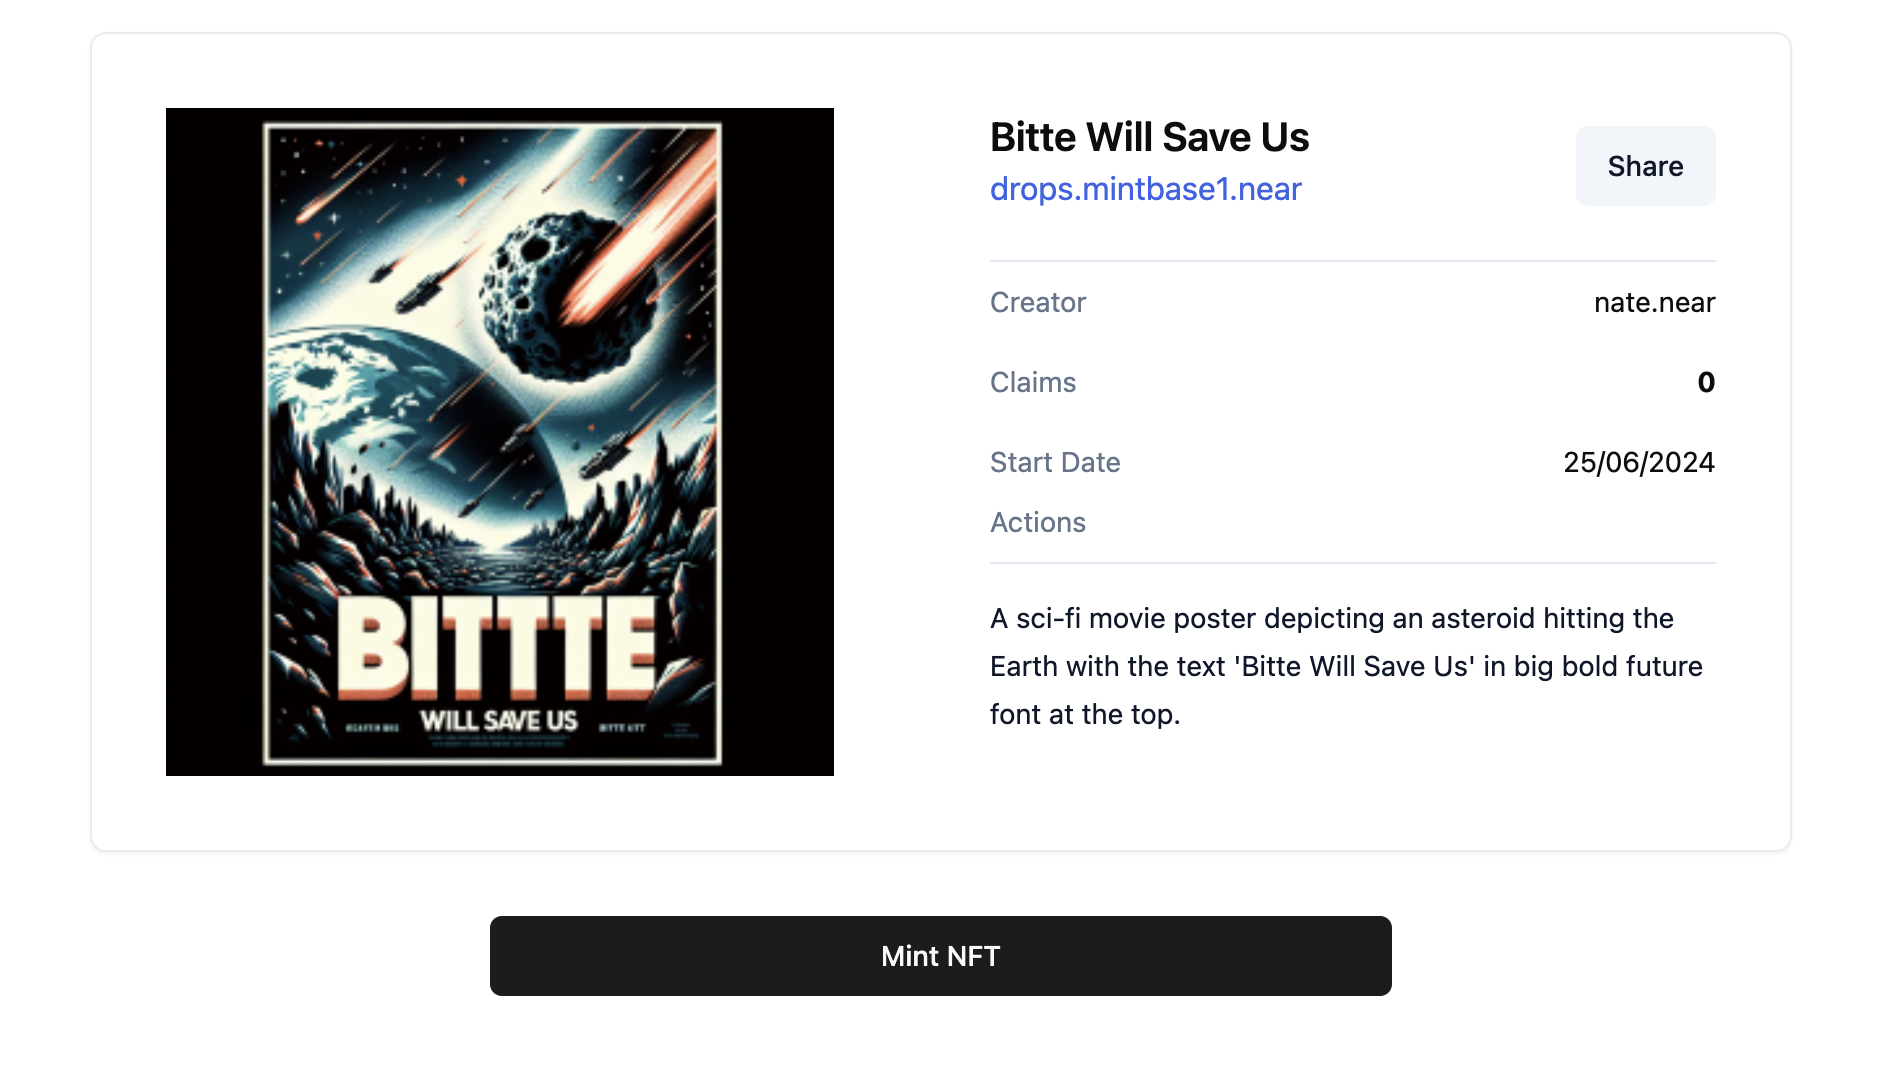 BITTTE
WILL SAVE US
Bitte Will Save Us
drops.mintbase1.near
Share
Creator
nate.near
Claims
0
Start Date
25/06/2024
Actions
A sci-fi movie poster depicting an asteroid hitting the
Earth with the text 'Bitte Will Save Us' in big bold future
font at the top.
Mint NFT